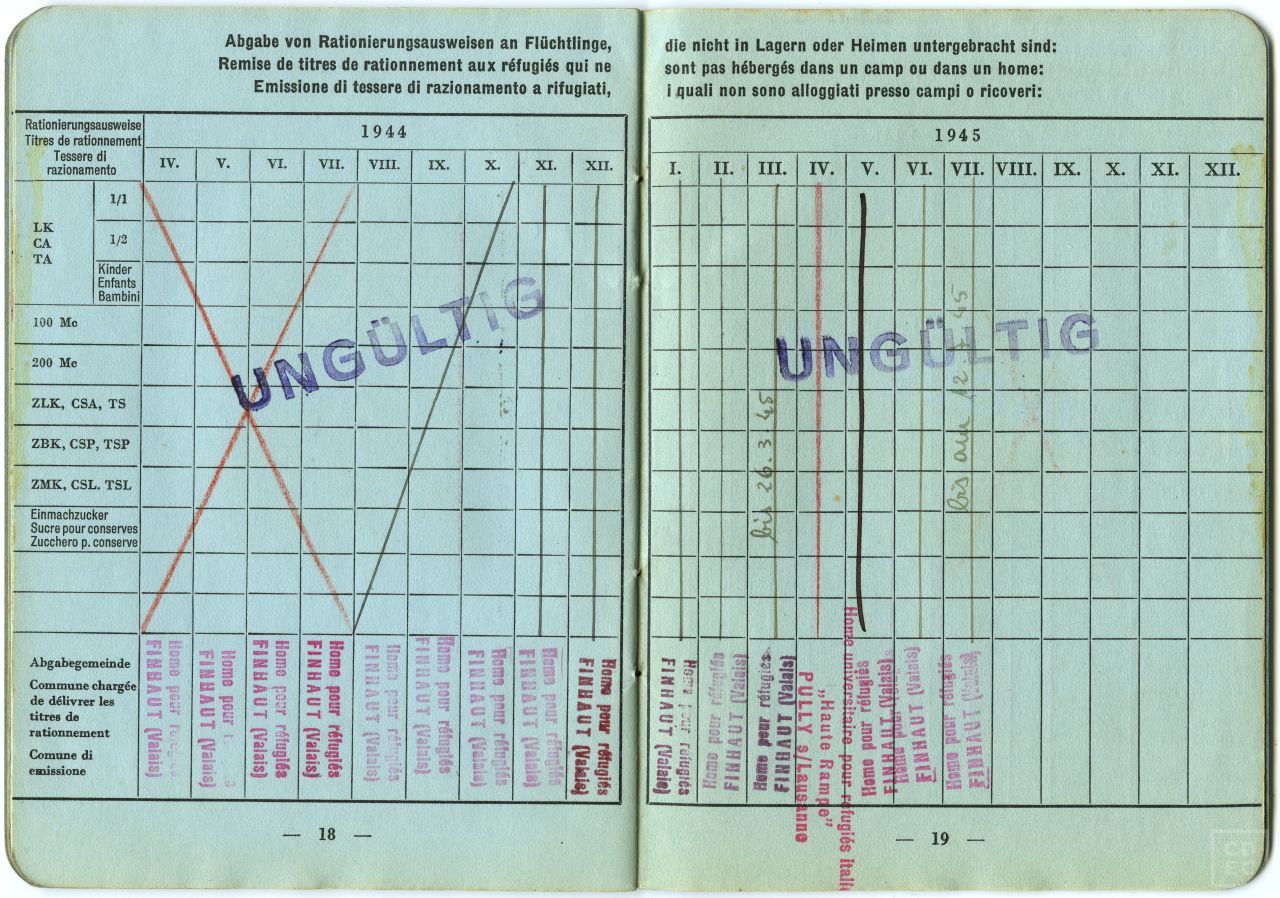 Abgabe von Rationierungsausweisen an Flüchtlinge,
Remise de titres de rationnement aux réfugiés qui ne
Emissione di tessere di razionamento a rifugiati,
Rationierungsausweise
Titres de rationnement
Tessere di
razionamento
1944
IV. V. VI. VII. VIII. IX. X. XI. XII.
LK
CA
TA
1/1
1/2
Kinder
Enfants
Bambini
100 Mc
200 Mc
ZLK, CSA, TS
ZBK, CSP, TSP
ZMK, CSL. TSL
Einmachzucker
Sucre pour conserves
Zucchero p. conserve
UNGÜLTIG
Abgabegemeinde
Commune chargée
de délivrer les
titres de
rationnement
Comune di
emissione
Home pour réfugiés
FINHAUT (Valais)
Home pour
FINHAUT (Valais)
Home pour réfugiés
FINHAUT (Valais)
Home pour réfugiés
FINHAUT (Valais)
Home pour réfugiés
FINHAUT (Valais)
Home pour réfugiés
FINHAUT (Valais)
Home pour réfugiés
FINHAUT (Valais)
Home pour réfugiés
FINHAUT (Valais)
Home pour réfugiés
FINHAUT (Valais)
— 18 —
die nicht in Lagern oder Heimen untergebracht sind:
sont pas hébergés dans un camp ou dans un home:
i quali non sono alloggiati presso campi o ricoveri:
1945
I. II. III. IV. V. VI. VII. VIII. IX. X. XI. XII.
UNGÜLTIG
bis 26.3.45
bis am 12 45
Home pour réfugiés
FINHAUT (Valais)
Home pour réfugiés
FINHAUT (Valais)
Home pour réfugiés
FINHAUT (Valais)
Home universitaire pour réfugiés itali
„Haute Rampe”
PULLY s/Lausanne
Home pour réfugiés
FINHAUT (Valais)
Home pour
FINHAUT (Valais)
Home pour réfugiés
FINHAUT (Valais)
— 19 —